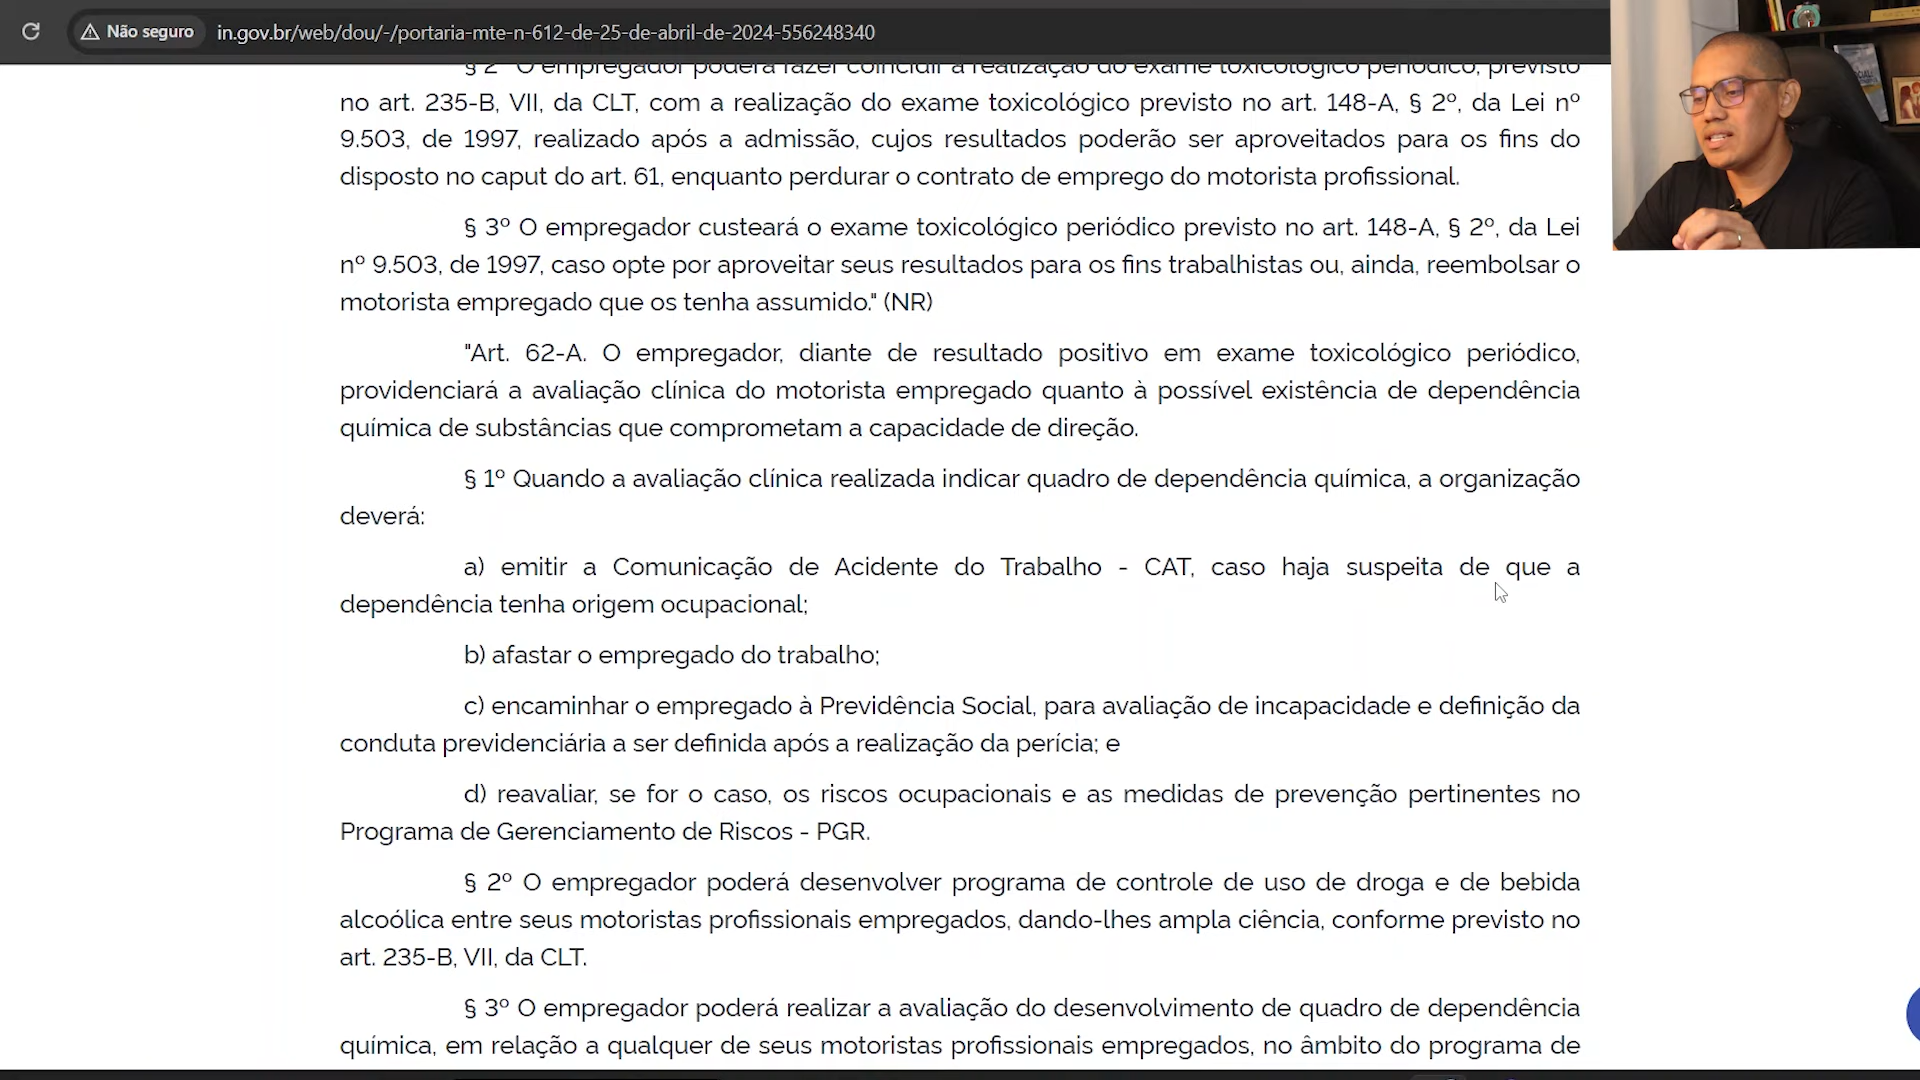 Não seguro in.gov.br/web/dou/-/portaria-mte-n-612-de-25-de-abril-de-2024-556248340
§ 2º O empregador poderá fazer coincidir a realização do exame toxicológico periódico, previsto
no art. 235-B, VII, da CLT, com a realização do exame toxicológico previsto no art. 148-A, § 2º, da Lei nº
9.503, de 1997, realizado após a admissão, cujos resultados poderão ser aproveitados para os fins do
disposto no caput do art. 61, enquanto perdurar o contrato de emprego do motorista profissional.
§ 3º O empregador custeará o exame toxicológico periódico previsto no art. 148-A, § 2º, da Lei
nº 9.503, de 1997, caso opte por aproveitar seus resultados para os fins trabalhistas ou, ainda, reembolsar o
motorista empregado que os tenha assumido." (NR)
"Art. 62-A. O empregador, diante de resultado positivo em exame toxicológico periódico,
providenciará a avaliação clínica do motorista empregado quanto à possível existência de dependência
química de substâncias que comprometam a capacidade de direção.
§ 1º Quando a avaliação clínica realizada indicar quadro de dependência química, a organização
deverá:
a) emitir a Comunicação de Acidente do Trabalho - CAT, caso haja suspeita de que a
dependência tenha origem ocupacional;
b) afastar o empregado do trabalho;
c) encaminhar o empregado à Previdência Social, para avaliação de incapacidade e definição da
conduta previdenciária a ser definida após a realização da perícia; e
d) reavaliar, se for o caso, os riscos ocupacionais e as medidas de prevenção pertinentes no
Programa de Gerenciamento de Riscos - PGR.
§ 2º O empregador poderá desenvolver programa de controle de uso de droga e de bebida
alcoólica entre seus motoristas profissionais empregados, dando-lhes ampla ciência, conforme previsto no
art. 235-B, VII, da CLT.
§ 3º O empregador poderá realizar a avaliação do desenvolvimento de quadro de dependência
química, em relação a qualquer de seus motoristas profissionais empregados, no âmbito do programa de